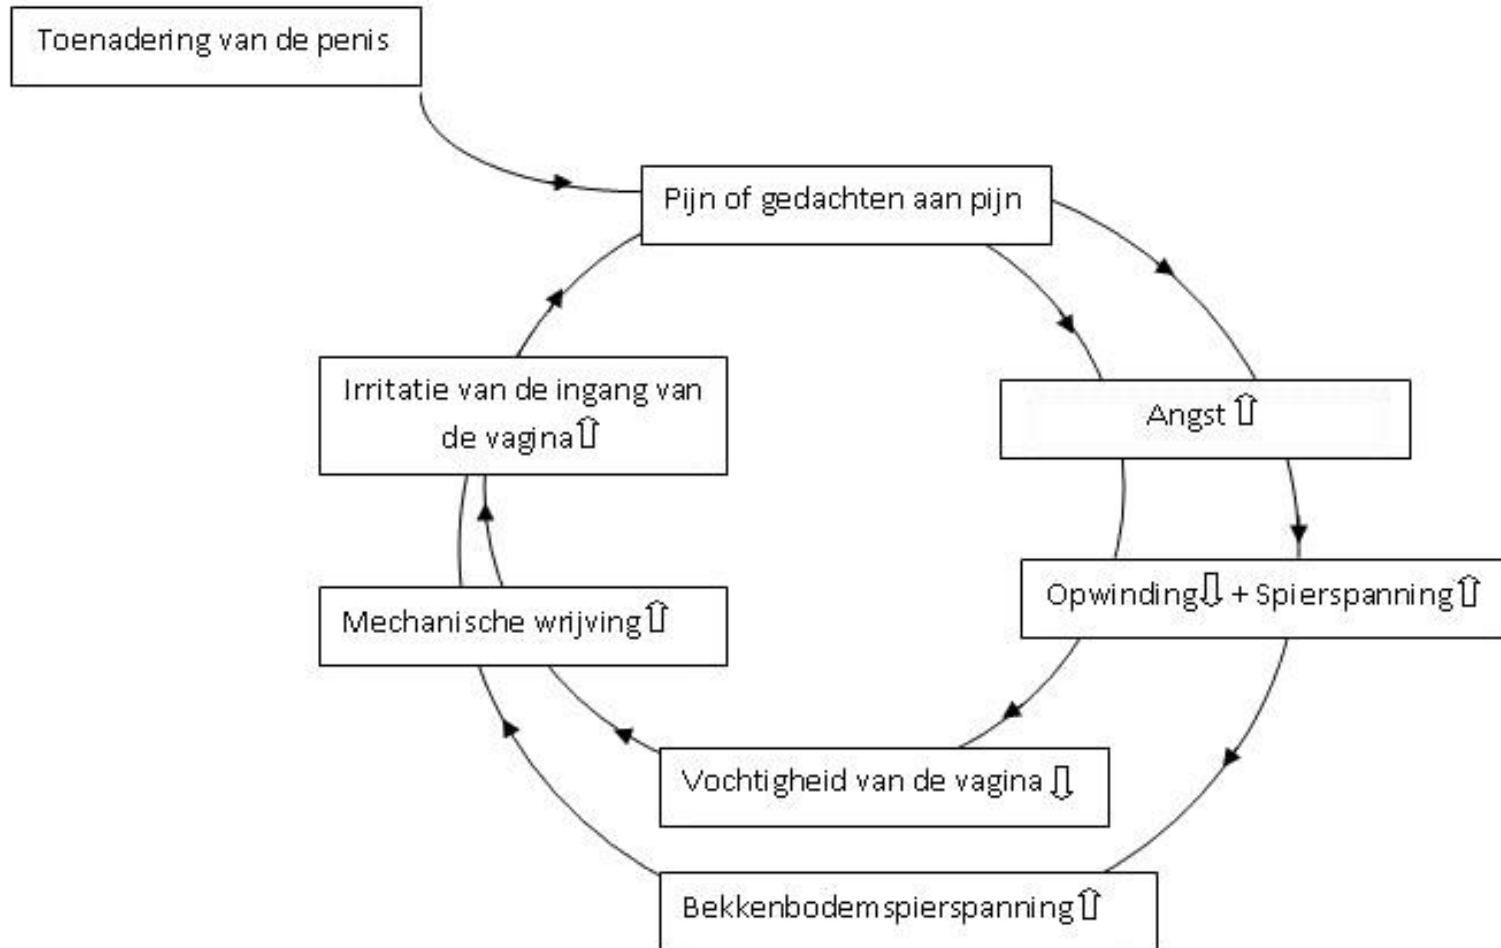 Toenadering van de penis
Pijn of gedachten aan pijn
Irritatie van de ingang van
de vagina⇧
Angst⇧
Opwinding⇩ + Spierspanning⇧
Mechanische wrijving⇧
Vochtigheid van de vagina⇩
Bekkenbodemspierspanning⇧